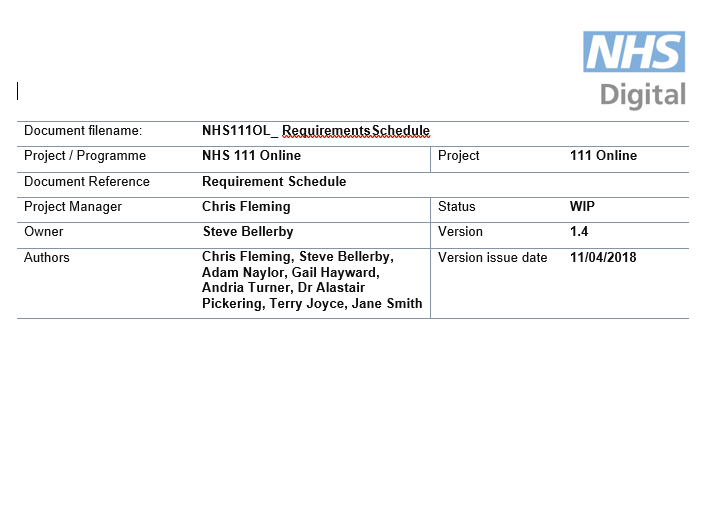 NHS
Digital
Document filename: NHS111OL_ RequirementsSchedule
Project / Programme NHS 111 Online Project 111 Online
Document Reference Requirement Schedule
Project Manager Chris Fleming Status WIP
Owner Steve Bellerby Version 1.4
Authors Chris Fleming, Steve Bellerby, Version issue date 11/04/2018
Adam Naylor, Gail Hayward,
Andria Turner, Dr Alastair
Pickering, Terry Joyce, Jane Smith